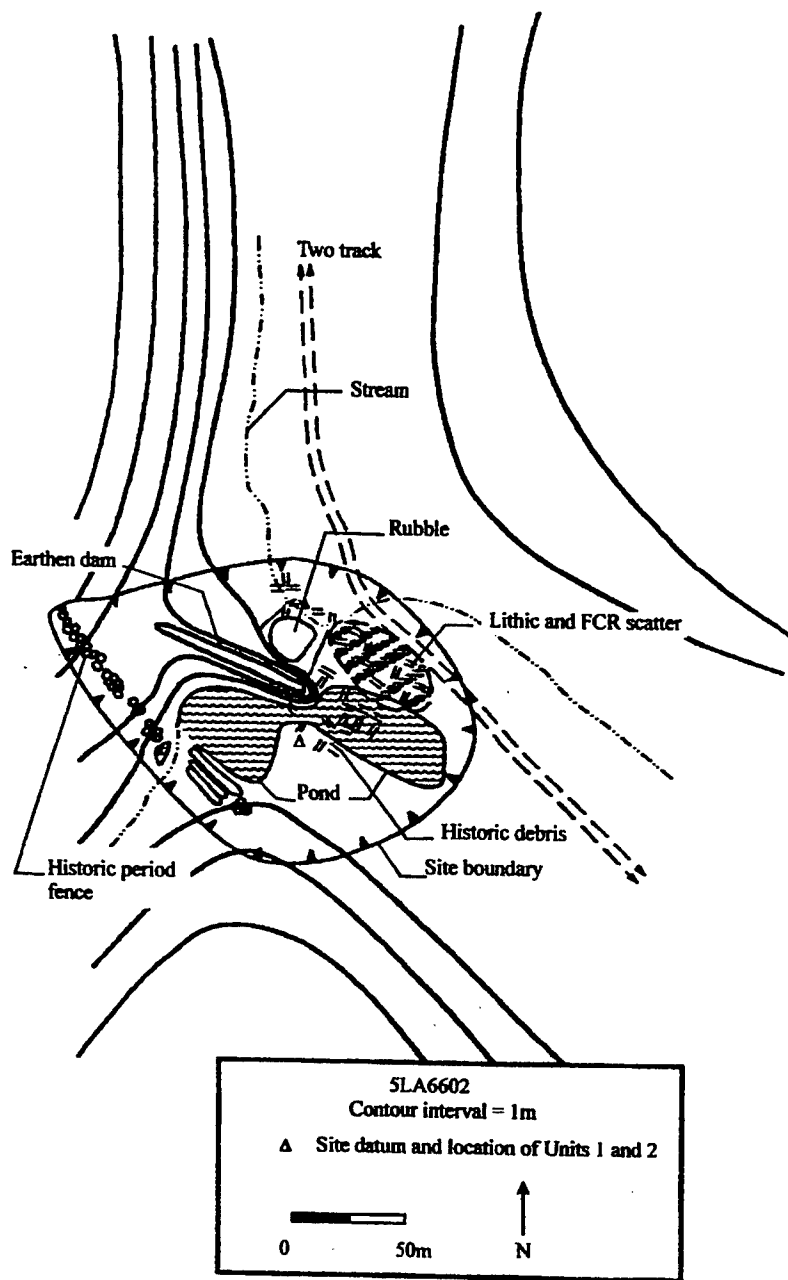 Two track
Stream
Rubble
Earthen dam
Lithic and FCR scatter
Pond
Historic debris
Site boundary
Historic period
fence
5LA6602
Contour interval = 1m
Δ Site datum and location of Units 1 and 2
0 50m N